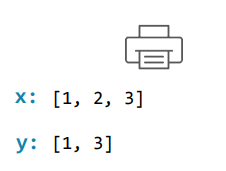 x: [1, 2, 3]
y: [1, 3]